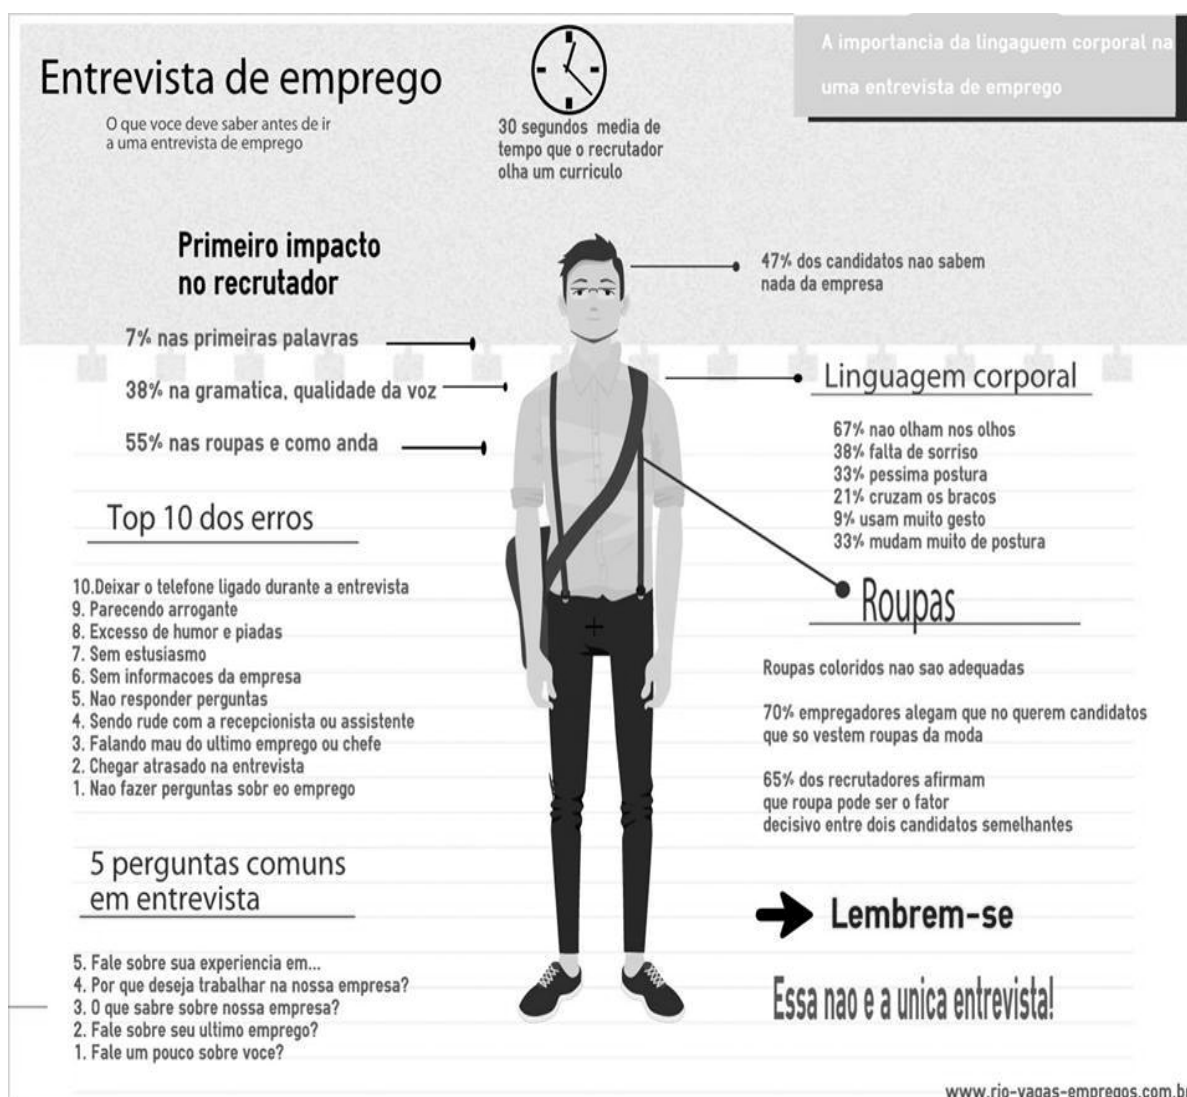 Entrevista de emprego
O que voce deve saber antes de ir
a uma entrevista de emprego
30 segundos media de
tempo que o recrutador
olha um curriculo
A importancia da lingaguem corporal na
uma entrevista de emprego
Primeiro impacto
no recrutador
7% nas primeiras palavras
38% na gramatica, qualidade da voz
55% nas roupas e como anda
47% dos candidatos nao sabem
nada da empresa
Linguagem corporal
67% nao olham nos olhos
38% falta de sorriso
33% pessima postura
21% cruzam os bracos
9% usam muito gesto
33% mudam muito de postura
Top 10 dos erros
10.Deixar o telefone ligado durante a entrevista
9. Parecendo arrogante
8. Excesso de humor e piadas
7. Sem estusiasmo
6. Sem informacoes da empresa
5. Nao responder perguntas
4. Sendo rude com a recepcionista ou assistente
3. Falando mau do ultimo emprego ou chefe
2. Chegar atrasado na entrevista
1. Nao fazer perguntas sobr eo emprego
Roupas
Roupas coloridos nao sao adequadas
70% empregadores alegam que no querem candidatos
que so vestem roupas da moda
65% dos recrutadores afirmam
que roupa pode ser o fator
decisivo entre dois candidatos semelhantes
5 perguntas comuns
em entrevista
5. Fale sobre sua experiencia em...
4. Por que deseja trabalhar na nossa empresa?
3. O que sabre sobre nossa empresa?
2. Fale sobre seu ultimo emprego?
1. Fale um pouco sobre voce?
Lembrem-se
Essa nao e a unica entrevista!
www.rio-vagas-empregos.com.br